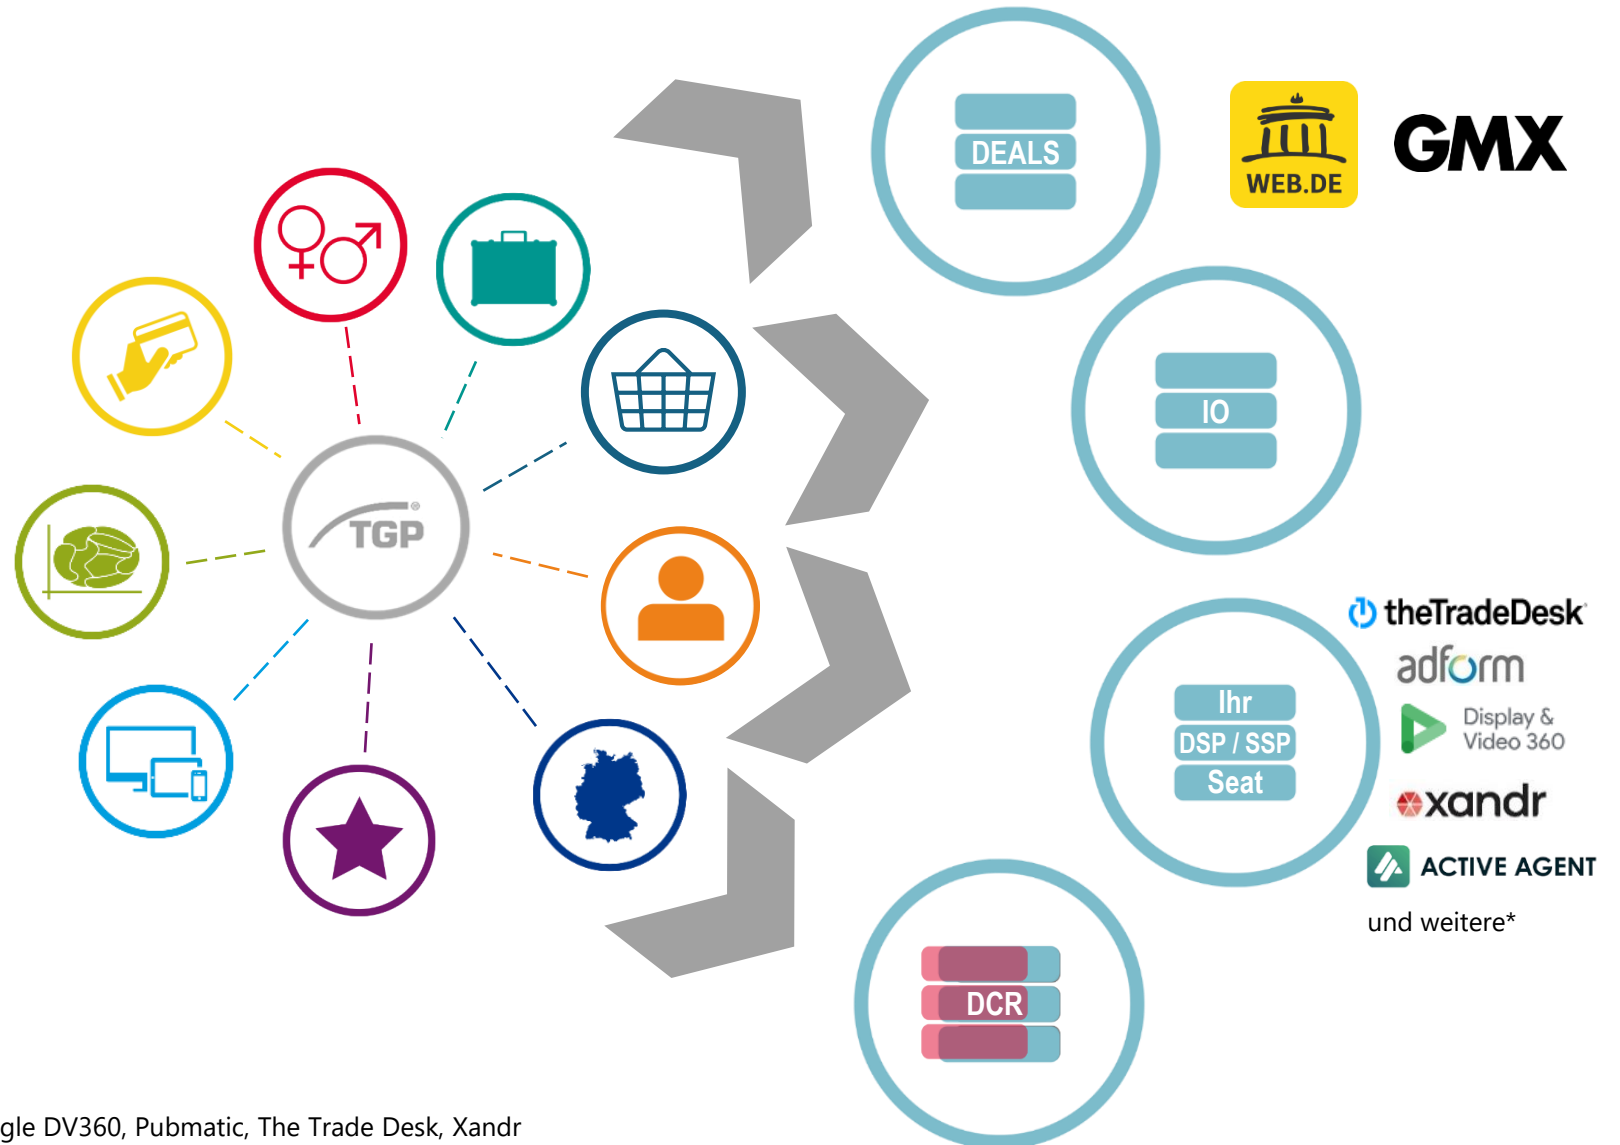 DEALS
WEB.DE
GMX
IO
TGP®
theTradeDesk
adform
Ihr
DSP / SSP
Seat
Display &
Video 360
xandr
ACTIVE AGENT
und weitere*
DCR
gle DV360, Pubmatic, The Trade Desk, Xandr